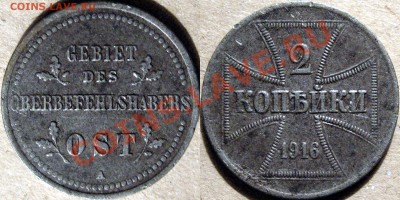 COINS.LAVE.RU
GEBIET
DES
OBERBEFEHLSHABERS
OST
A
2
КОПѢЙКИ
1916